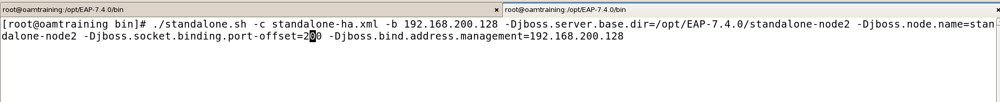 root@oamtraining:/opt/EAP-7.4.0/bin × root@oamtraining:/opt/EAP-7.4.0/bin ×
[root@oamtraining bin]# ./standalone.sh -c standalone-ha.xml -b 192.168.200.128 -Djboss.server.base.dir=/opt/EAP-7.4.0/standalone-node2 -Djboss.node.name=stan
dalone-node2 -Djboss.socket.binding.port-offset=200 -Djboss.bind.address.management=192.168.200.128